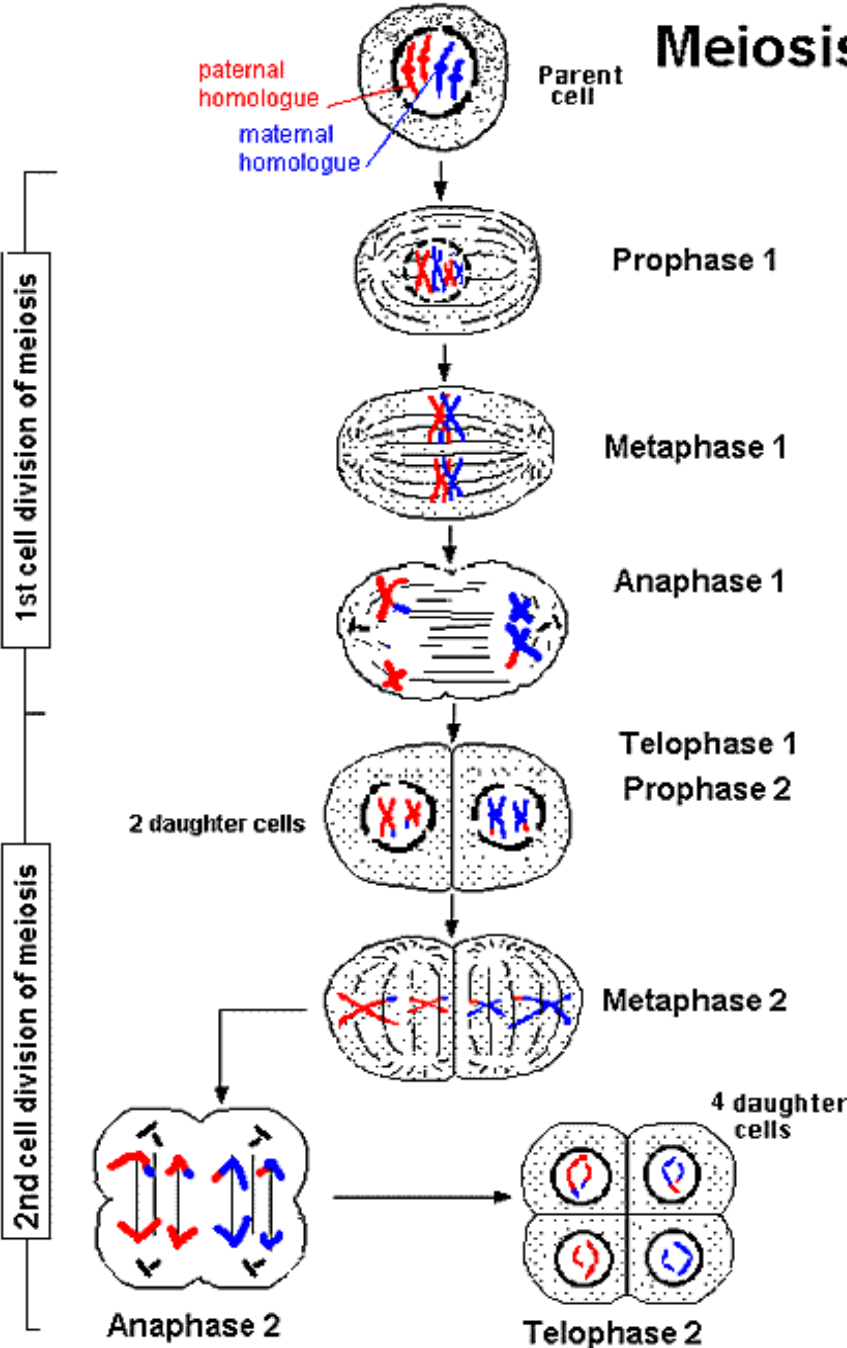 Meiosis
paternal
homologue
maternal
homologue
Parent
cell
1st cell division of meiosis
Prophase 1
Metaphase 1
Anaphase 1
Telophase 1
Prophase 2
2 daughter cells
2nd cell division of meiosis
Metaphase 2
4 daughter
cells
Anaphase 2
Telophase 2